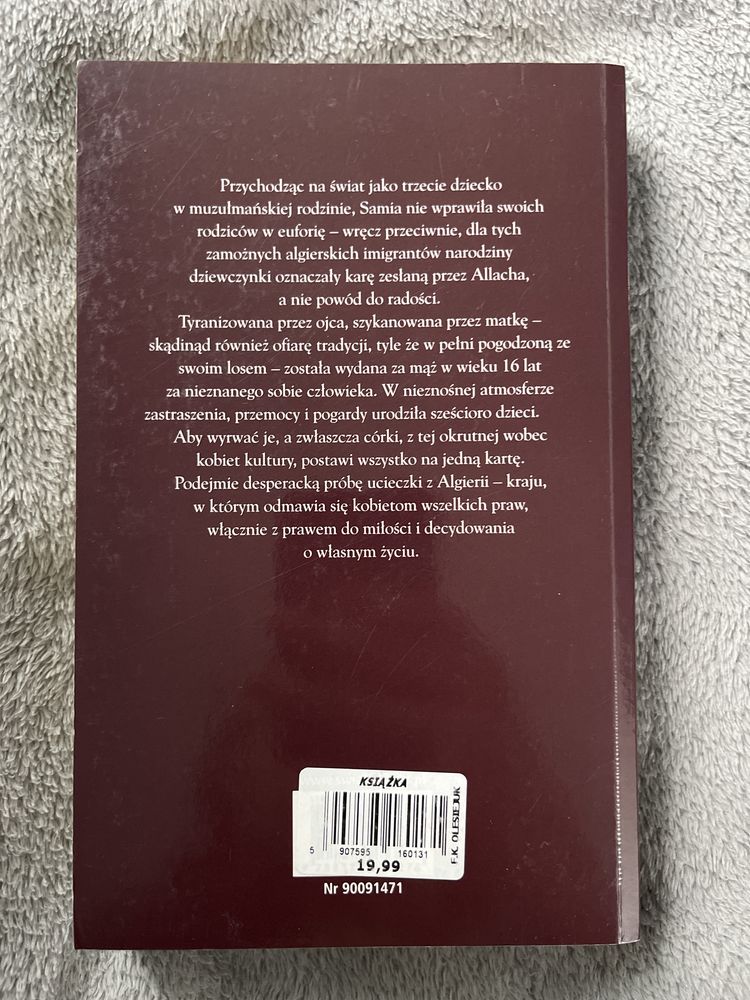 Przychodząc na świat jako trzecie dziecko
w muzułmańskiej rodzinie, Samia nie wprawiła swoich
rodziców w euforię – wręcz przeciwnie, dla tych
zamożnych algierskich imigrantów narodziny
dziewczynki oznaczały karę zesłaną przez Allacha,
a nie powód do radości.
Tyranizowana przez ojca, szykanowana przez matkę –
skądinąd również ofiarę tradycji, tyle że w pełni pogodzoną ze
swoim losem – została wydana za mąż w wieku 16 lat
za nieznanego sobie człowieka. W nieznośnej atmosferze
zastraszenia, przemocy i pogardy urodziła sześcioro dzieci.
Aby wyrwać je, a zwłaszcza córki, z tej okrutnej wobec
kobiet kultury, postawi wszystko na jedną kartę.
Podejmie desperacką próbę ucieczki z Algierii – kraju,
w którym odmawia się kobietom wszelkich praw,
włącznie z prawem do miłości i decydowania
o własnym życiu.
KSIĄŻKA
F.K. OLESIEJUK
5 907595 160131
19,99
Nr 90091471